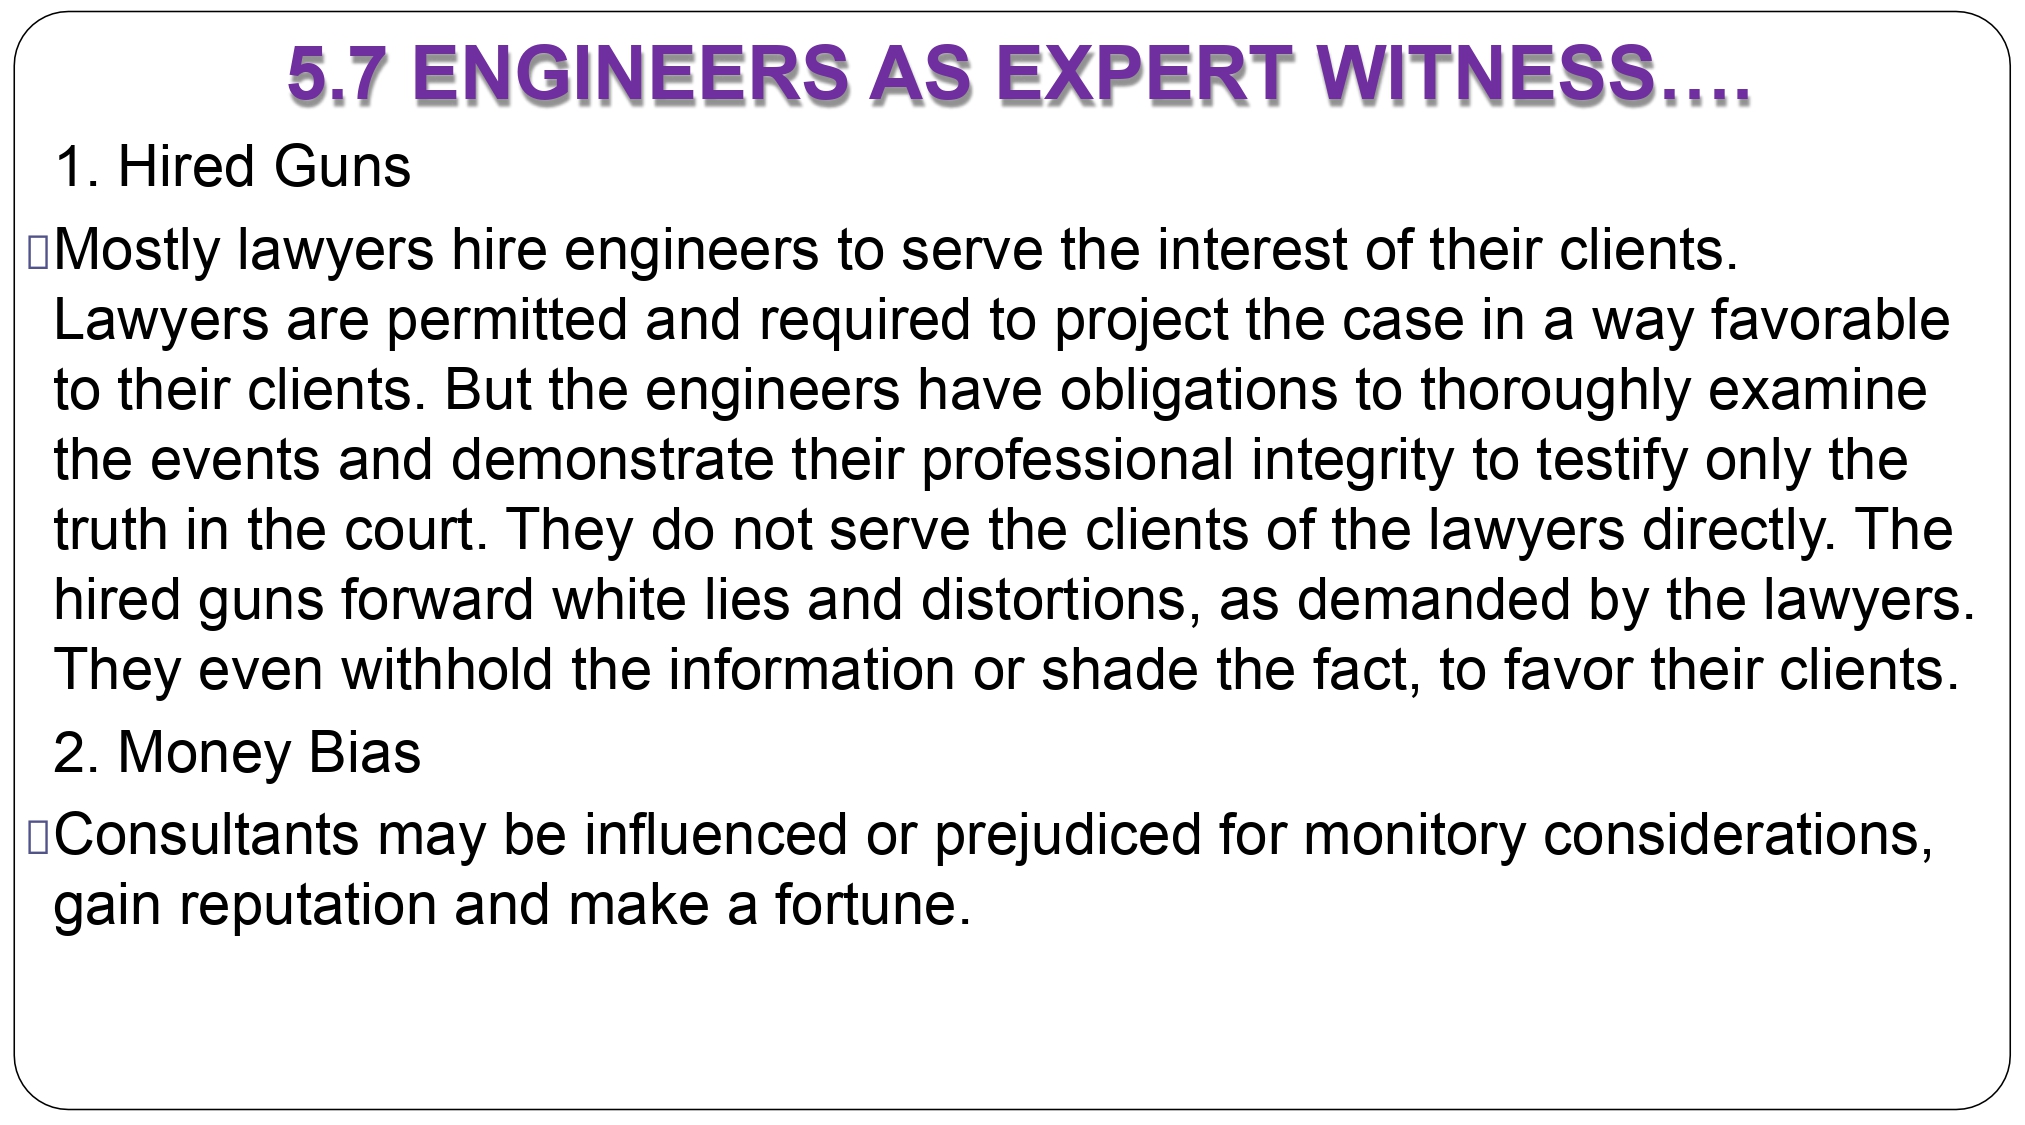 5.7 ENGINEERS AS EXPERT WITNESS….
1. Hired Guns
Mostly lawyers hire engineers to serve the interest of their clients.
Lawyers are permitted and required to project the case in a way favorable
to their clients. But the engineers have obligations to thoroughly examine
the events and demonstrate their professional integrity to testify only the
truth in the court. They do not serve the clients of the lawyers directly. The
hired guns forward white lies and distortions, as demanded by the lawyers.
They even withhold the information or shade the fact, to favor their clients.
2. Money Bias
Consultants may be influenced or prejudiced for monitory considerations,
gain reputation and make a fortune.